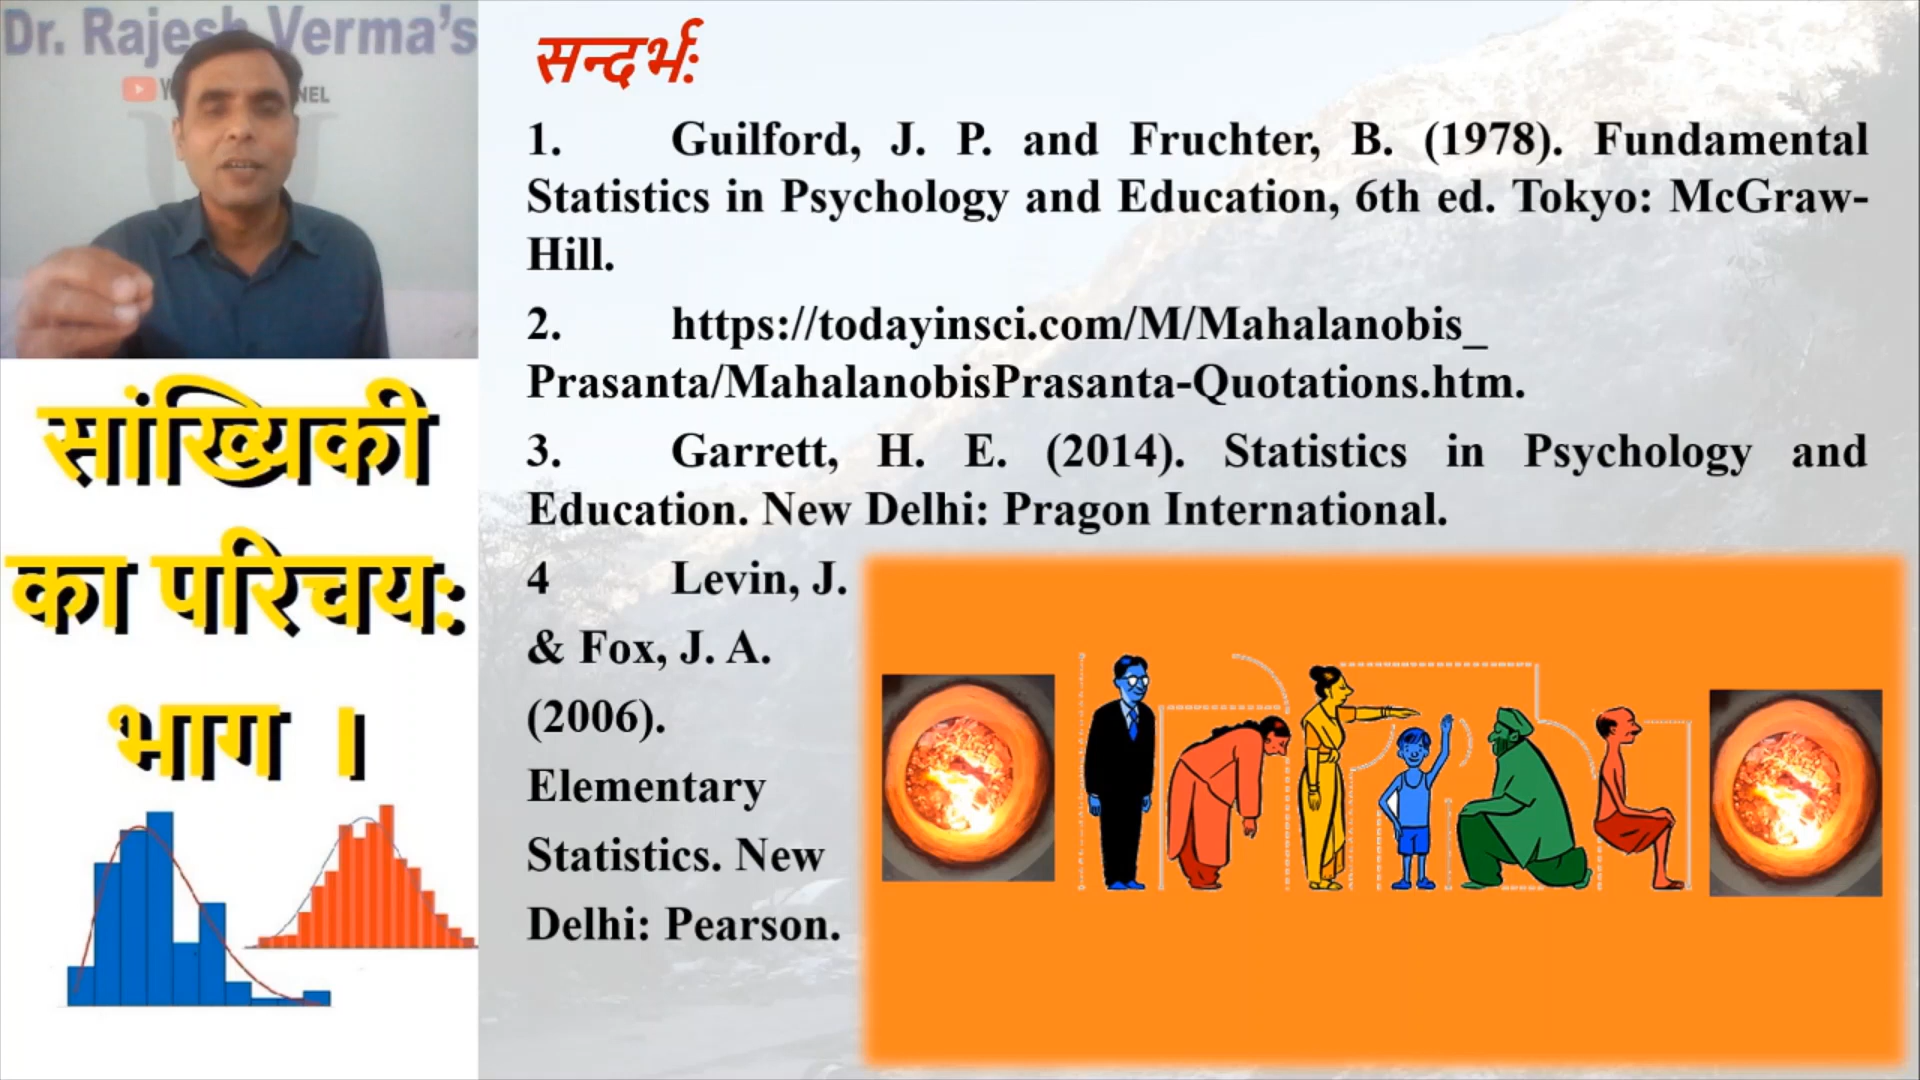 Dr. Rajesh Verma's
सन्दर्भ:
1. Guilford, J. P. and Fruchter, B. (1978). Fundamental
Statistics in Psychology and Education, 6th ed. Tokyo: McGraw-
Hill.
2. https://todayinsci.com/M/Mahalanobis_
Prasanta/MahalanobisPrasanta-Quotations.htm.
3. Garrett, H. E. (2014). Statistics in Psychology and
Education. New Delhi: Pragon International.
4 Levin, J.
& Fox, J. A.
(2006).
Elementary
Statistics. New
Delhi: Pearson.
सांख्यिकी
का परिचय:
भाग ।